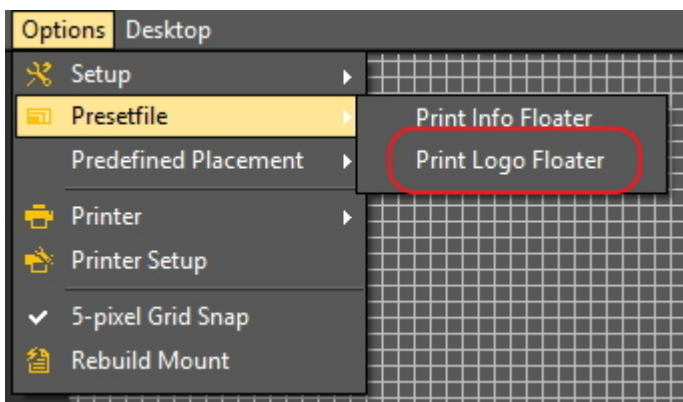 Options Desktop
Setup
Presetfile
Predefined Placement
Printer
Printer Setup
5-pixel Grid Snap
Rebuild Mount
Print Info Floater
Print Logo Floater